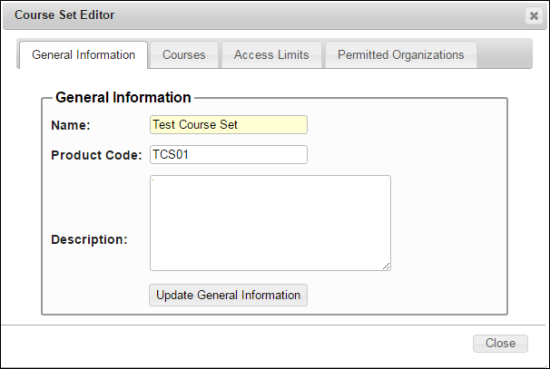 Course Set Editor
General Information Courses Access Limits Permitted Organizations
General Information
Name: Test Course Set
Product Code: TCS01
Description:
Update General Information
Close